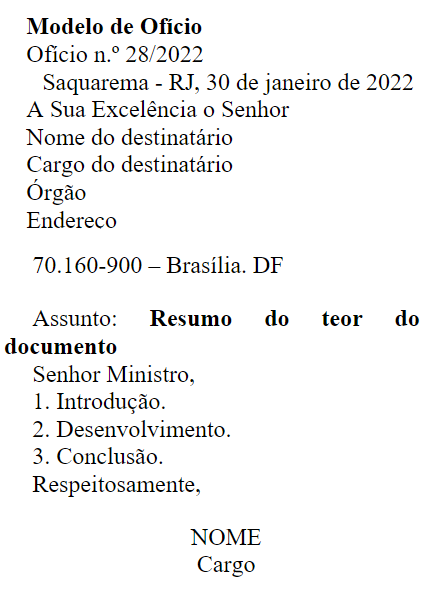 Modelo de Ofício
Ofício n.º 28/2022
Saquarema - RJ, 30 de janeiro de 2022
A Sua Excelência o Senhor
Nome do destinatário
Cargo do destinatário
Órgão
Endereco
70.160-900 – Brasília. DF
Assunto: Resumo do teor do
documento
Senhor Ministro,
1. Introdução.
2. Desenvolvimento.
3. Conclusão.
Respeitosamente,
NOME
Cargo